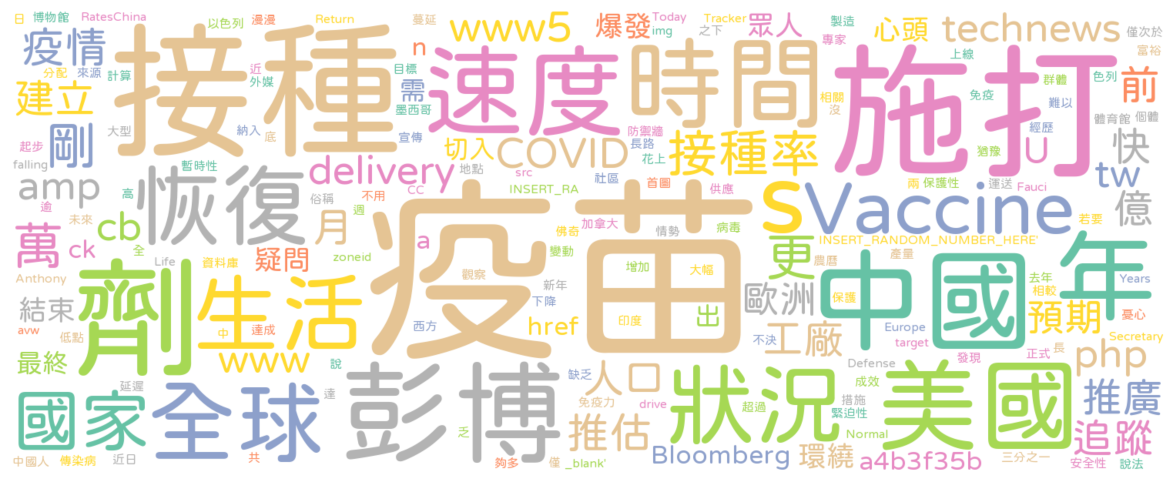 日 博物館 RatesChina 以色列 漫漫 Return 蔓延 www5 爆發 Today Tracker 之下 製造 僅次於
疫情 接種 n 速度 時間 img 眾人 專家 心頭 technews 富裕
分配 來源 計算 近 外媒 目標 需 上線 群體 色列
建立 墨西哥 施打 前 相關 沒 免疫 難以
剛 大型 納入 底 宣傳 防禦牆 長路 經歷 體育館 個體
起步 切入 COVID 接種率 猶豫 U 快
falling 暫時性 delivery 地點 花上 src 社區 首圖 供應 兩 保護性 運送 Fauci tw
amp 高 恢復 俗稱 CC 不用 INSERT_RA S Vaccine 億
逾 未來 cb 月 週 a 疫苗 佛奇 加拿大 情勢 病毒 若要
萬 ck 全 疑問 zoneid 變動 更 INSERT_RANDOM_NUMBER_HERE' 年
Anthony 劑 Life 資料庫 觀察 新年 增加 大幅 農曆 產量 中國 去年 Years
結束 生活 下降 歐洲 保護 相較
avw 低點 中 達成 西方 href 印度 出 預期 憂心
最終 www 說 不決 工廠 Europe target 發現 正式 Secretary
延遲 達 彭博 缺乏 人口 Defense 長 php
國家 全球 免疫力 drive 狀況 成效 措施 美國 推廣
超過 緊迫性
共 乏 推估 Normal 追蹤
中國人 傳染病 近日 夠多 僅 _blank' Bloomberg 環繞 a4b3f35b 三分之一 安全性 說法